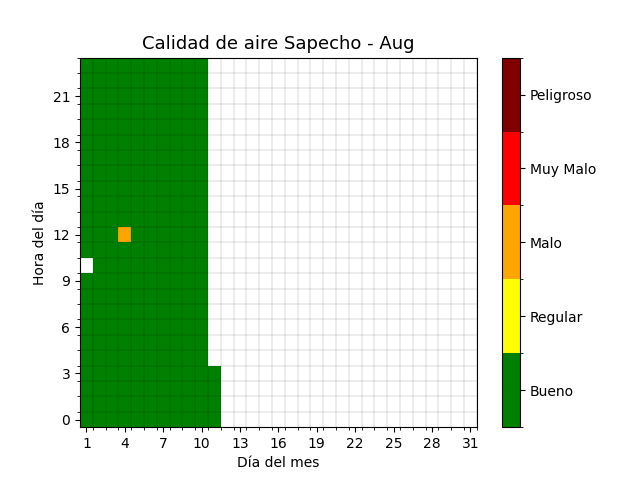 Calidad de aire Sapecho - Aug
Hora del día
21
18
15
12
9
6
3
0
1 4 7 10 13 16 19 22 25 28 31
Día del mes
Peligroso
Muy Malo
Malo
Regular
Bueno